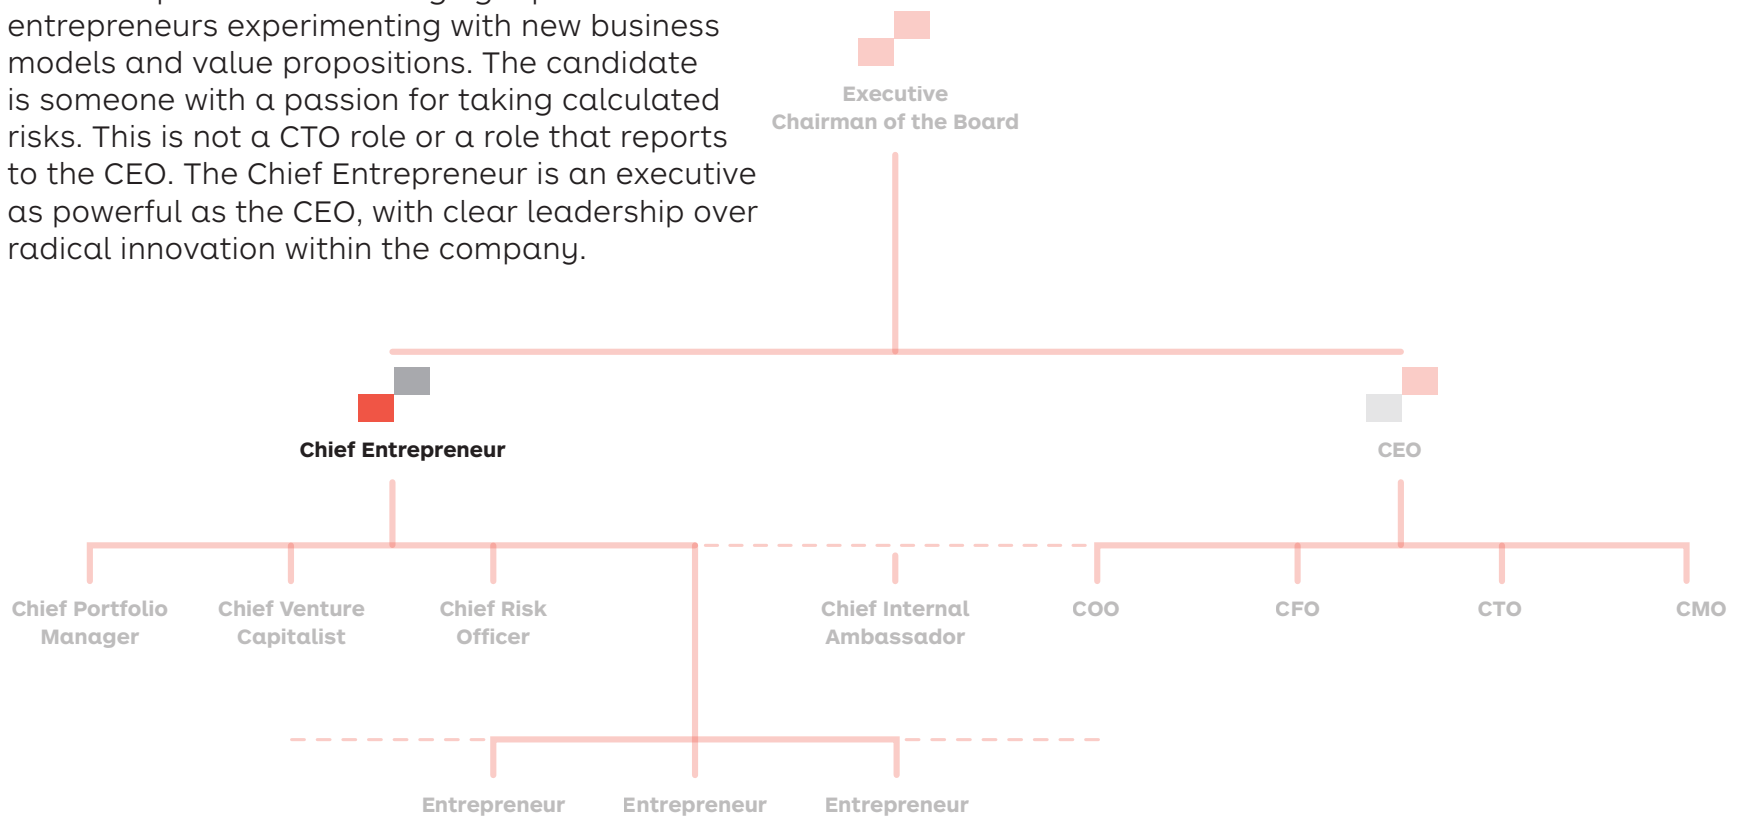 entrepreneurs experimenting with new business
models and value propositions. The candidate
is someone with a passion for taking calculated
risks. This is not a CTO role or a role that reports
to the CEO. The Chief Entrepreneur is an executive
as powerful as the CEO, with clear leadership over
radical innovation within the company.
Executive
Chairman of the Board
Chief Entrepreneur
CEO
Chief Portfolio
Manager
Chief Venture
Capitalist
Chief Risk
Officer
Chief Internal
Ambassador
COO
CFO
CTO
CMO
Entrepreneur
Entrepreneur
Entrepreneur